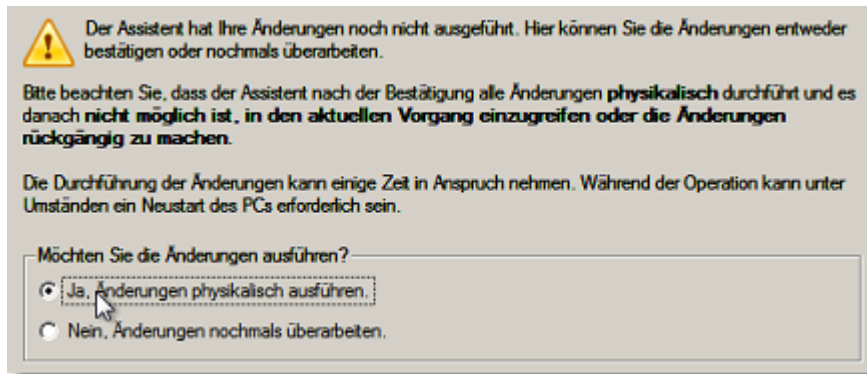 Der Assistent hat Ihre Änderungen noch nicht ausgeführt. Hier können Sie die Änderungen entweder
bestätigen oder nochmals überarbeiten.
Bitte beachten Sie, dass der Assistent nach der Bestätigung alle Änderungen physikalisch durchführt und es
danach nicht möglich ist, in den aktuellen Vorgang einzugreifen oder die Änderungen
rückgängig zu machen.
Die Durchführung der Änderungen kann einige Zeit in Anspruch nehmen. Während der Operation kann unter
Umständen ein Neustart des PCs erforderlich sein.
Möchten Sie die Änderungen ausführen?
Ja, Änderungen physikalisch ausführen.
Nein, Änderungen nochmals überarbeiten.